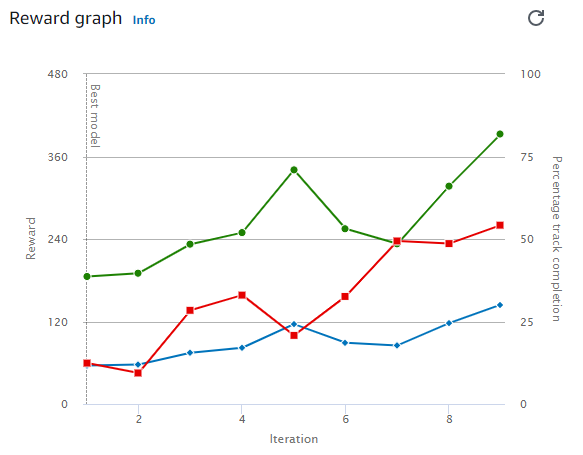 Reward graph Info
480
360
240
120
0
Reward
Best model
100
75
50
25
0
Percentage track completion
2 4 6 8
Iteration